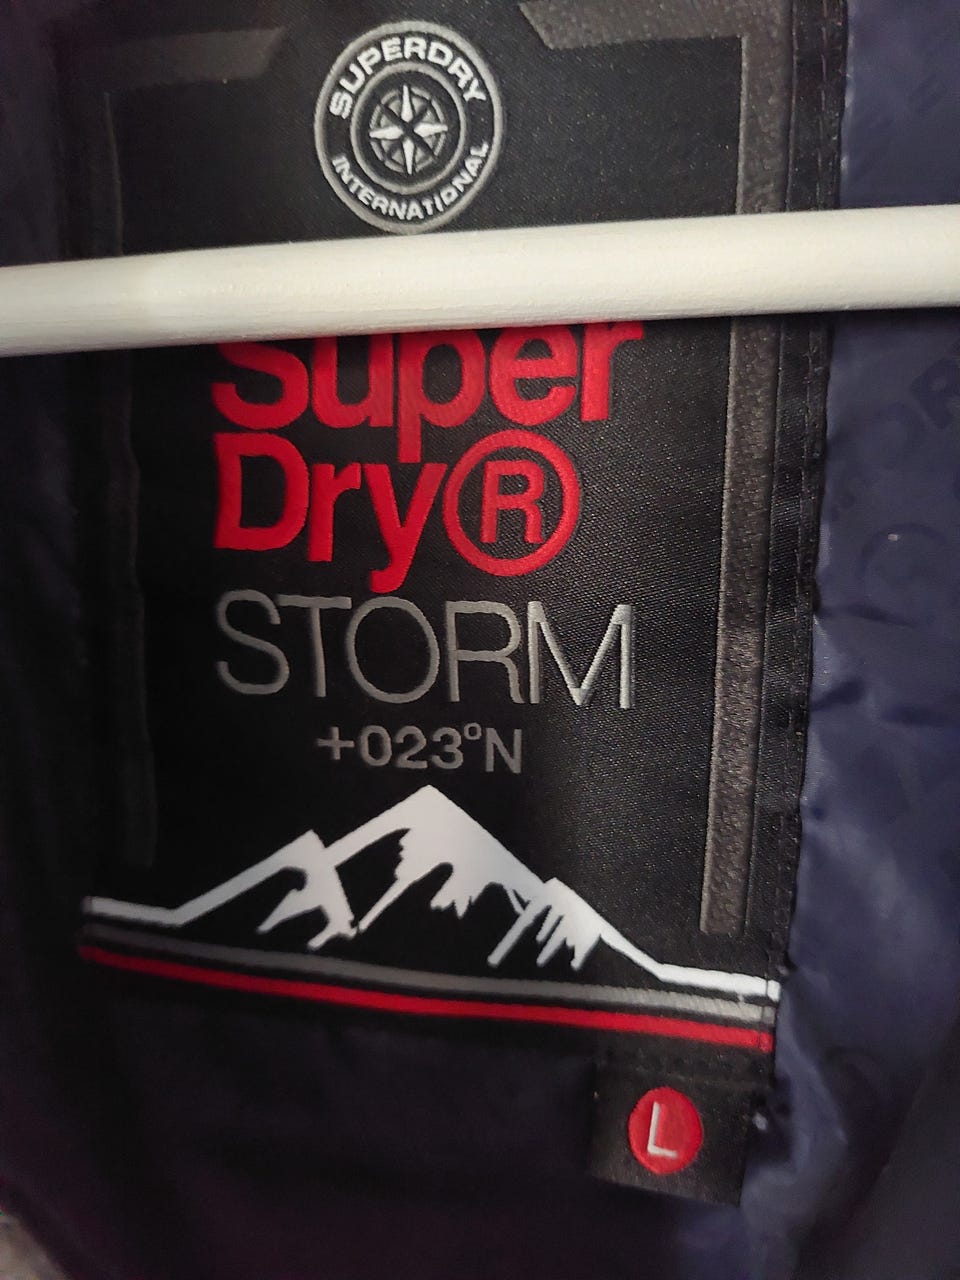 SUPERDRY
INTERNATIONAL
Super
Dry®
STORM
+023°N
L